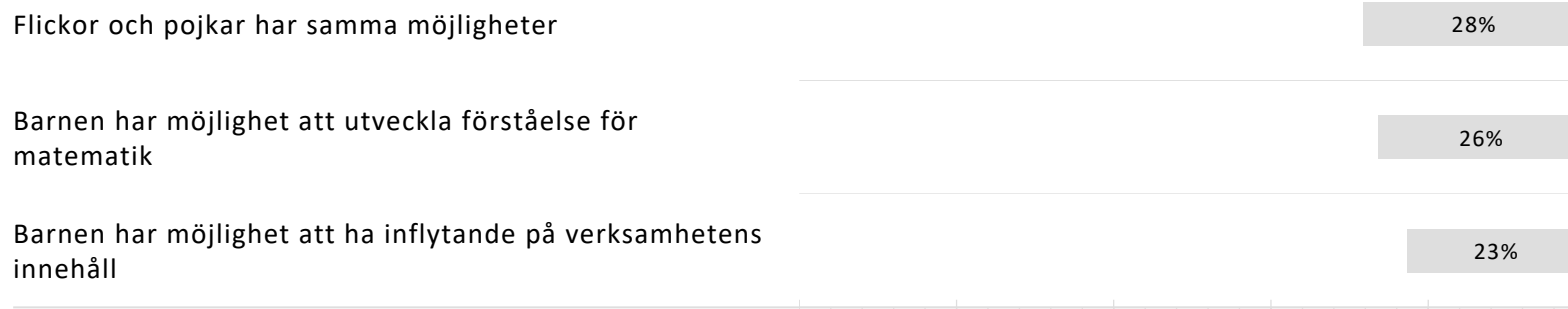 Flickor och pojkar har samma möjligheter
28%
Barnen har möjlighet att utveckla förståelse för
matematik
26%
Barnen har möjlighet att ha inflytande på verksamhetens
innehåll
23%